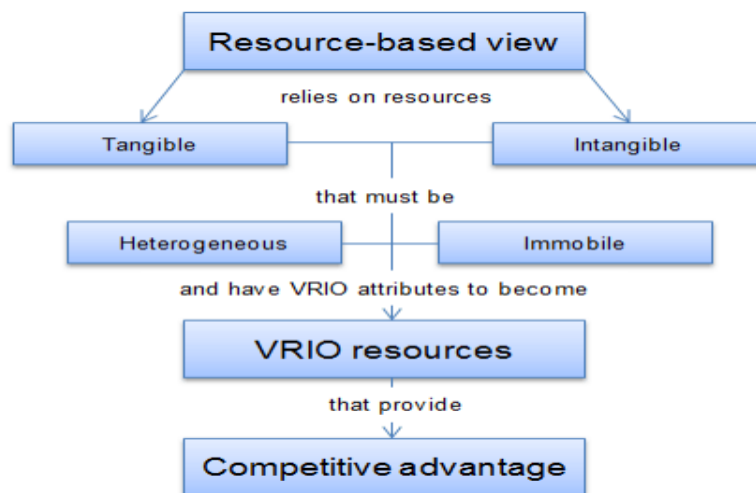 Resource-based view
relies on resources
Tangible
Intangible
that must be
Heterogeneous
Immobile
and have VRIO attributes to become
VRIO resources
that provide
Competitive advantage